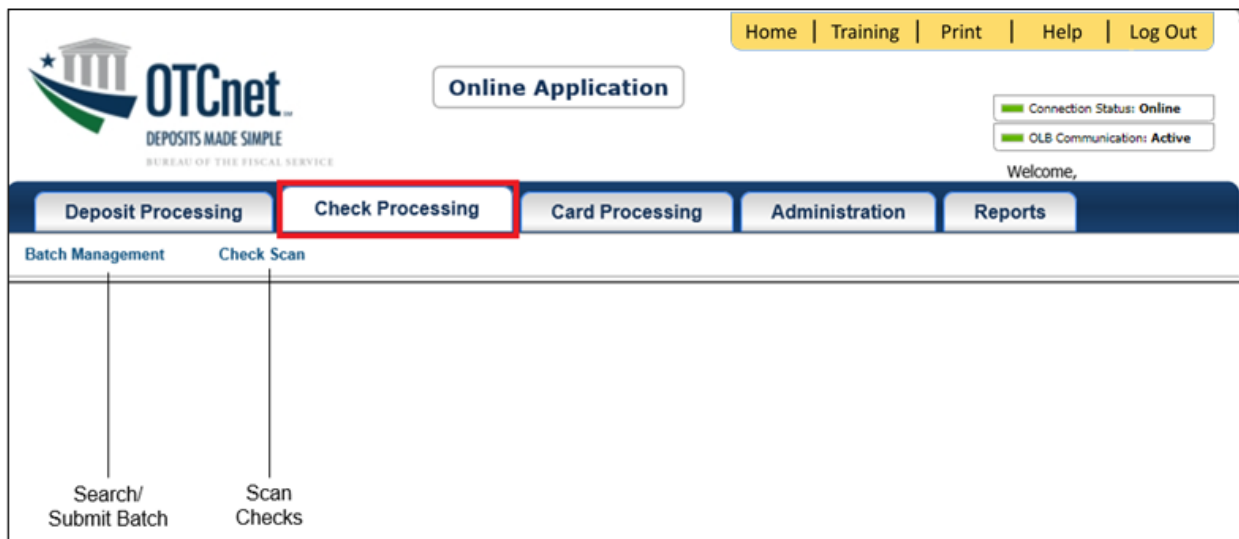 Home | Training | Print | Help | Log Out
OTCnet
DEPOSITS MADE SIMPLE
BUREAU OF THE FISCAL SERVICE
Online Application
Connection Status: Online
OLB Communication: Active
Welcome,
Deposit Processing Check Processing Card Processing Administration Reports
Batch Management Check Scan
Search/
Submit Batch
Scan
Checks